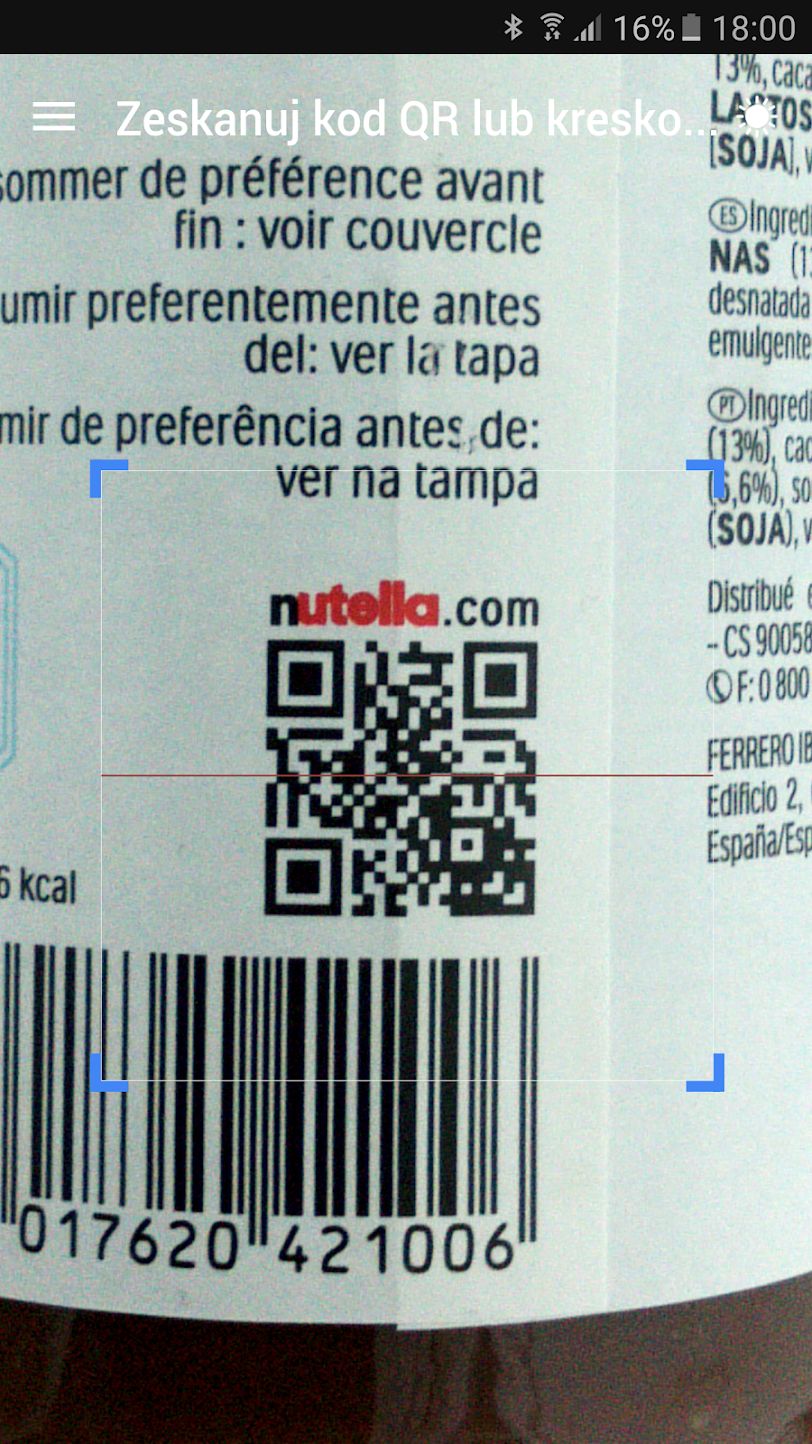 16% 18:00
Zeskanuj kod QR lub kresko...
sommer de préférence avant
fin : voir couvercle
umir preferentemente antes
del: ver la tapa
mir de preferência antes de:
ver na tampa
nutella.com
6 kcal
017620 421006
13%, caca
[SOJA], v
ES Ingredi
NAS (1
desnatada
emulgente
PT Ingredi
(13%), cac
(6,6%), so
(SOJA), v
Distribué e
- CS 90058
F: 0 800
FERRERO IB
Edificio 2,
España/Esp